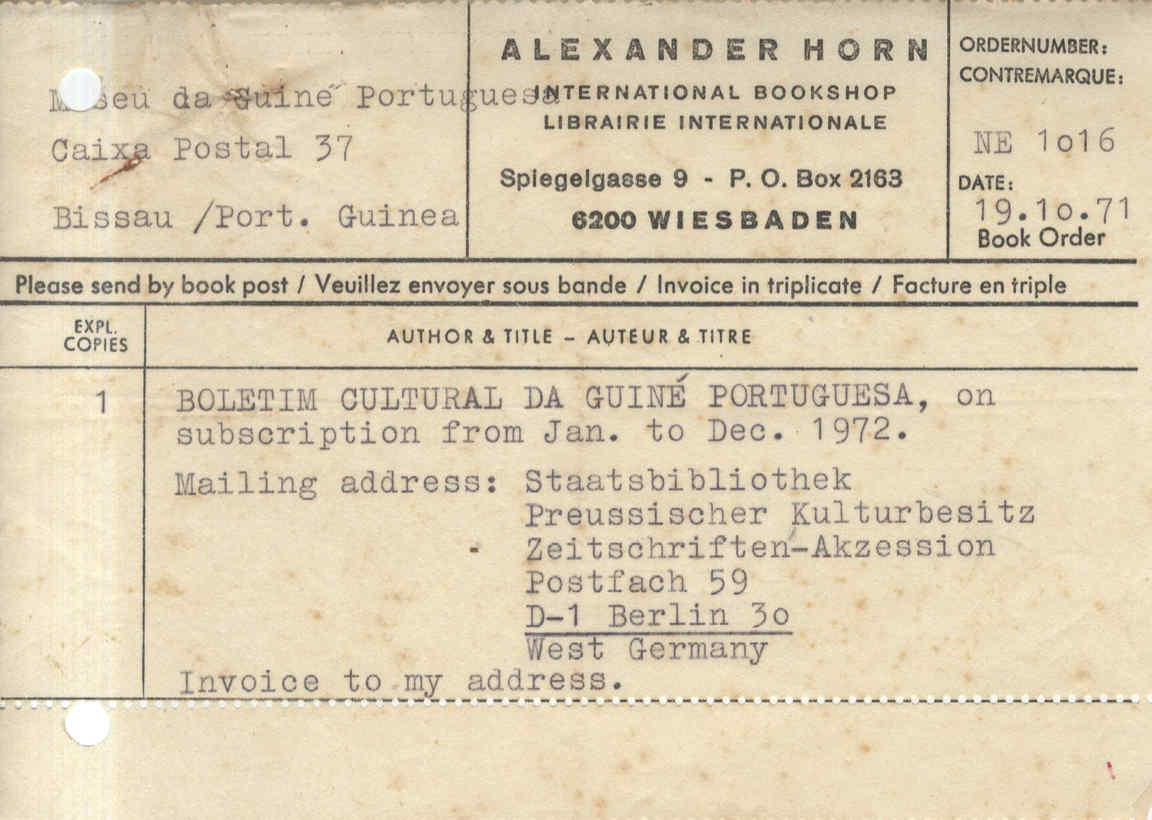 Museu da Guiné Portuguesa
Caixa Postal 37
Bissau /Port. Guinea
ALEXANDER HORN
INTERNATIONAL BOOKSHOP
LIBRAIRIE INTERNATIONALE
Spiegelgasse 9 - P. O. Box 2163
6200 WIESBADEN
ORDERNUMBER:
CONTREMARQUE:
NE 1o16
DATE:
19.1o.71
Book Order
Please send by book post / Veuillez envoyer sous bande / Invoice in triplicate / Facture en triple
EXPL.
COPIES
AUTHOR & TITLE – AUTEUR & TITRE
1 BOLETIM CULTURAL DA GUINÉ PORTUGUESA, on
subscription from Jan. to Dec. 1972.
Mailing address: Staatsbibliothek
Preussischer Kulturbesitz
Zeitschriften-Akzession
Postfach 59
D-1 Berlin 3o
West Germany
Invoice to my address.